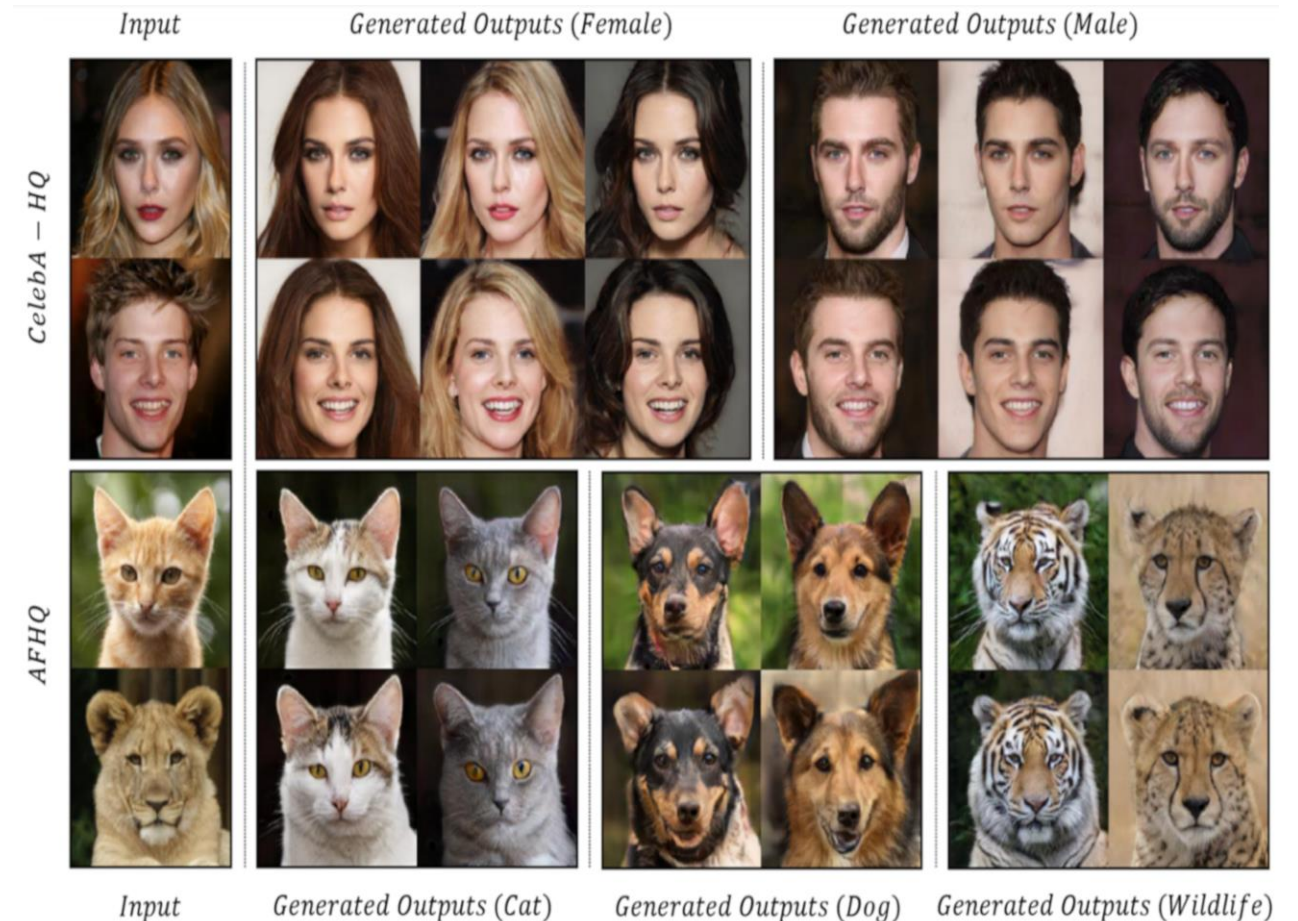 Input
Generated Outputs (Female)
Generated Outputs (Male)
CelebA − HQ
AFHQ
Input
Generated Outputs (Cat)
Generated Outputs (Dog)
Generated Outputs (Wildlife)